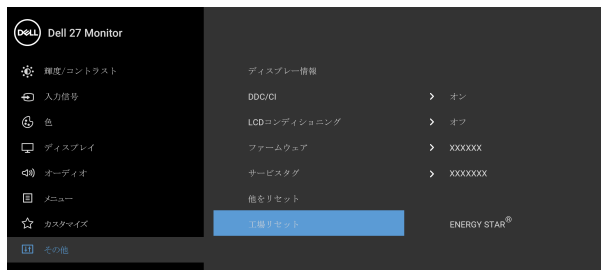 DELL
Dell 27 Monitor
輝度/コントラスト
入力信号
色
ディスプレイ
オーディオ
メニュー
カスタマイズ
その他
ディスプレー情報
DDC/CI オン
LCDコンディショニング オフ
ファームウェア XXXXXX
サービスタグ XXXXXXX
他をリセット
工場リセット ENERGY STAR®